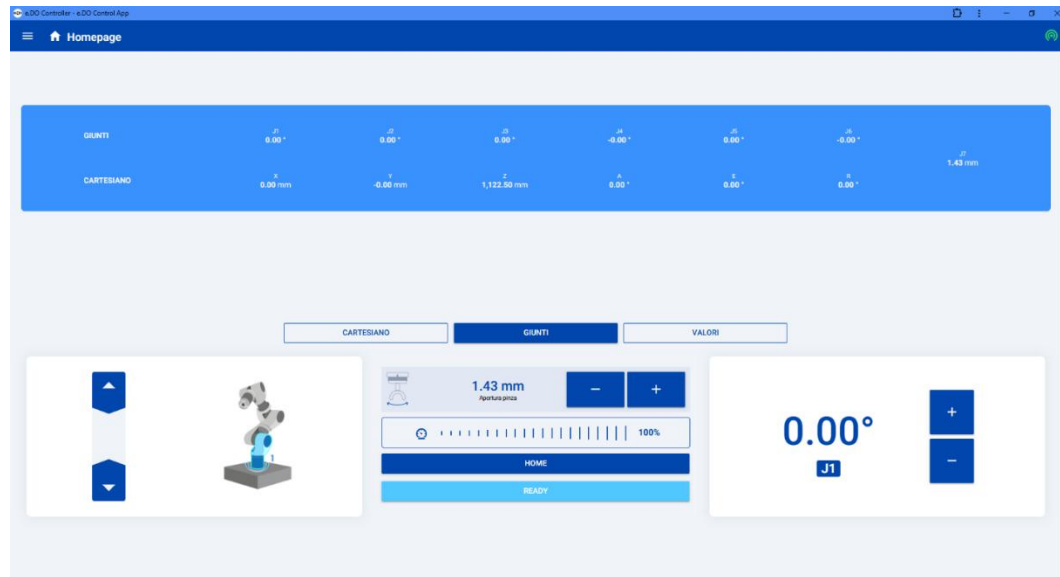 e.DO Controller - e.DO Control App
Homepage
GIUNTI
J1 J2 J3 J4 J5 J6
0.00 ° 0.00 ° 0.00 ° -0.00 ° 0.00 ° -0.00 °
J7
1.43 mm
CARTESIANO
X Y Z A E R
0.00 mm -0.00 mm 1,122.50 mm 0.00 ° 0.00 ° 0.00 °
CARTESIANO GIUNTI VALORI
1.43 mm
Apertura pinza
− +
100%
HOME
READY
1
0.00°
J1
+
−